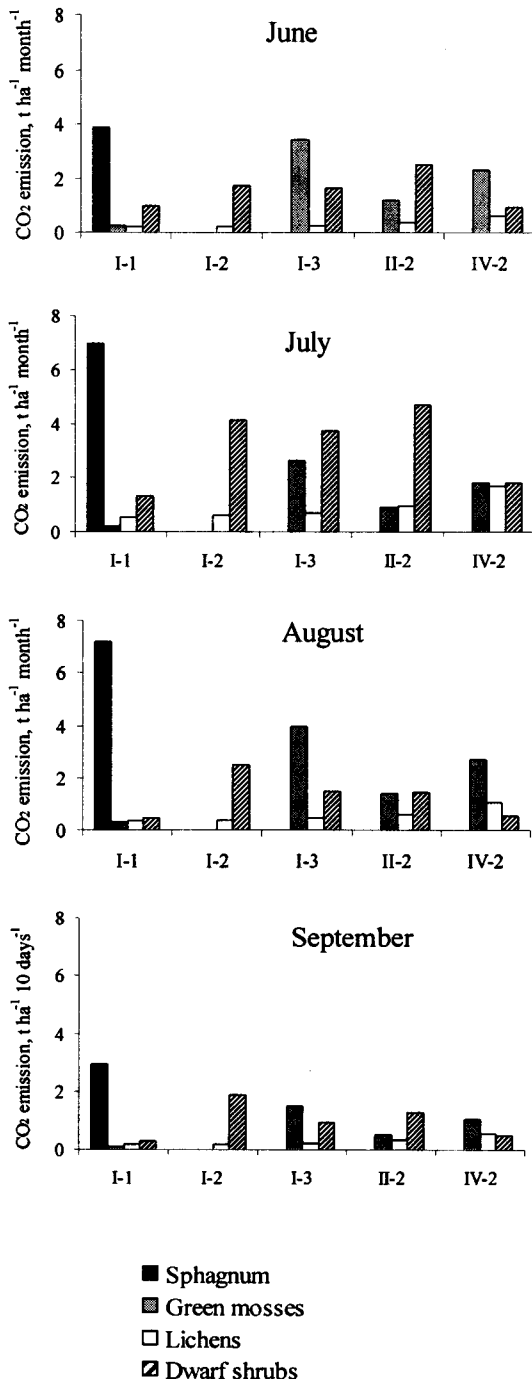 June
CO₂ emission, t ha⁻¹ month⁻¹
8
6
4
2
0
I-1 I-2 I-3 II-2 IV-2
July
CO₂ emission, t ha⁻¹ month⁻¹
8
6
4
2
0
I-1 I-2 I-3 II-2 IV-2
August
CO₂ emission, t ha⁻¹ month⁻¹
8
6
4
2
0
I-1 I-2 I-3 II-2 IV-2
September
CO₂ emission, t ha⁻¹ 10 days⁻¹
8
6
4
2
0
I-1 I-2 I-3 II-2 IV-2
Sphagnum
Green mosses
Lichens
Dwarf shrubs